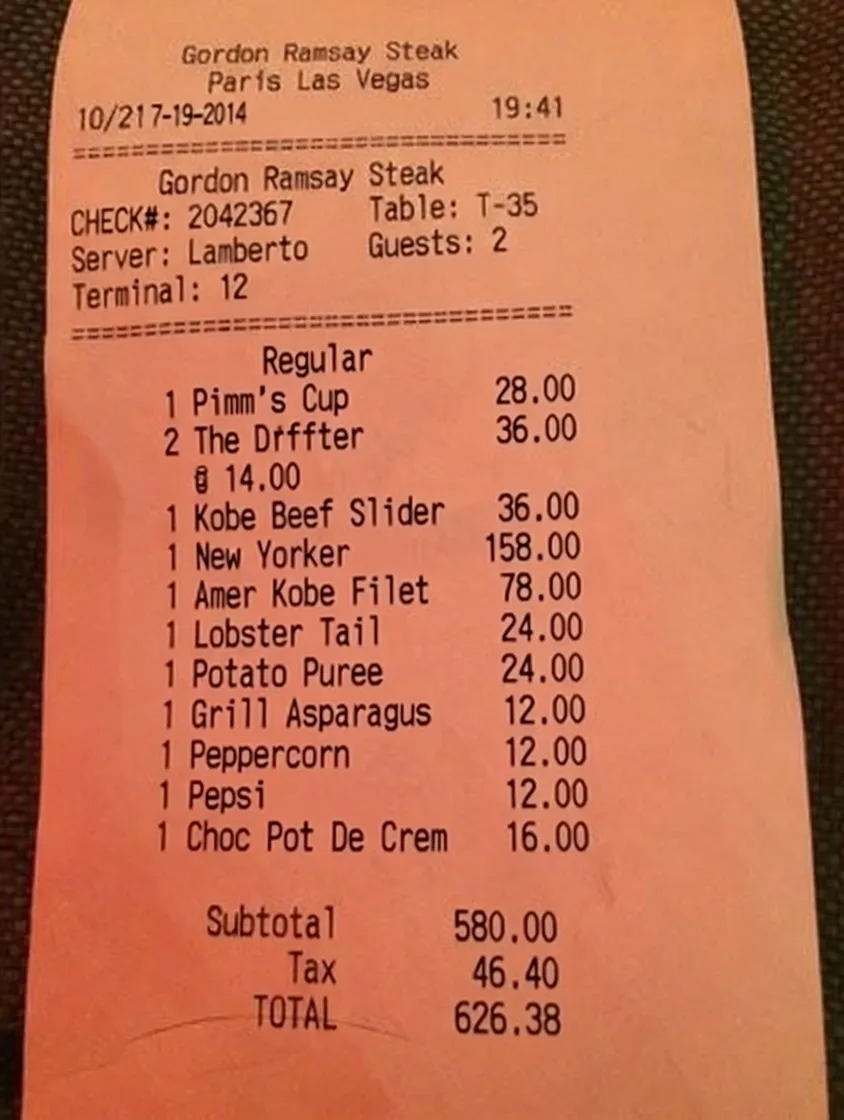 Gordon Ramsay Steak
Paris Las Vegas
10/217-19-2014 19:41
==================================
Gordon Ramsay Steak
CHECK#: 2042367 Table: T-35
Server: Lamberto Guests: 2
Terminal: 12
==================================
Regular
1 Pimm's Cup 28.00
2 The Drffter 36.00
@ 14.00
1 Kobe Beef Slider 36.00
1 New Yorker 158.00
1 Amer Kobe Filet 78.00
1 Lobster Tail 24.00
1 Potato Puree 24.00
1 Grill Asparagus 12.00
1 Peppercorn 12.00
1 Pepsi 12.00
1 Choc Pot De Crem 16.00
Subtotal 580.00
Tax 46.40
TOTAL 626.38